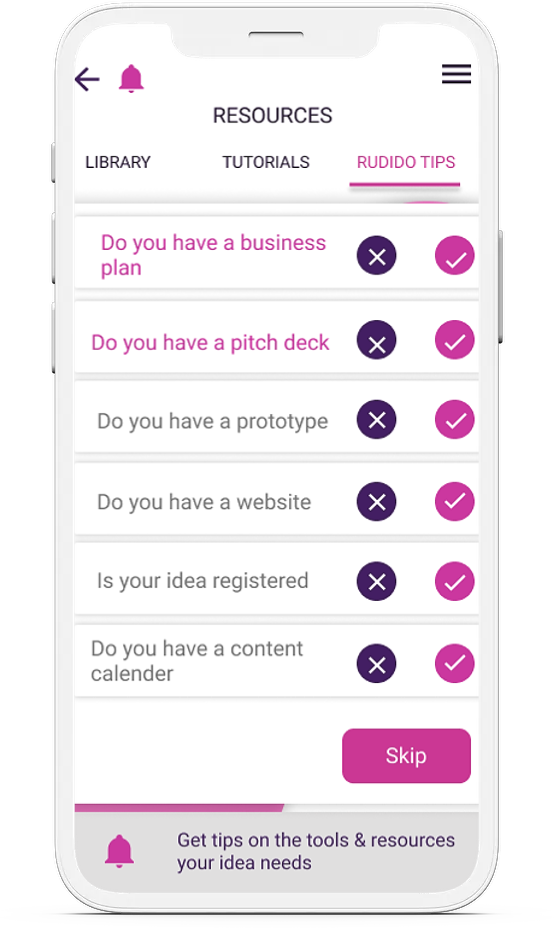 RESOURCES
LIBRARY TUTORIALS RUDIDO TIPS
Do you have a business
plan
Do you have a pitch deck
Do you have a prototype
Do you have a website
Is your idea registered
Do you have a content
calender
Skip
Get tips on the tools & resources
your idea needs